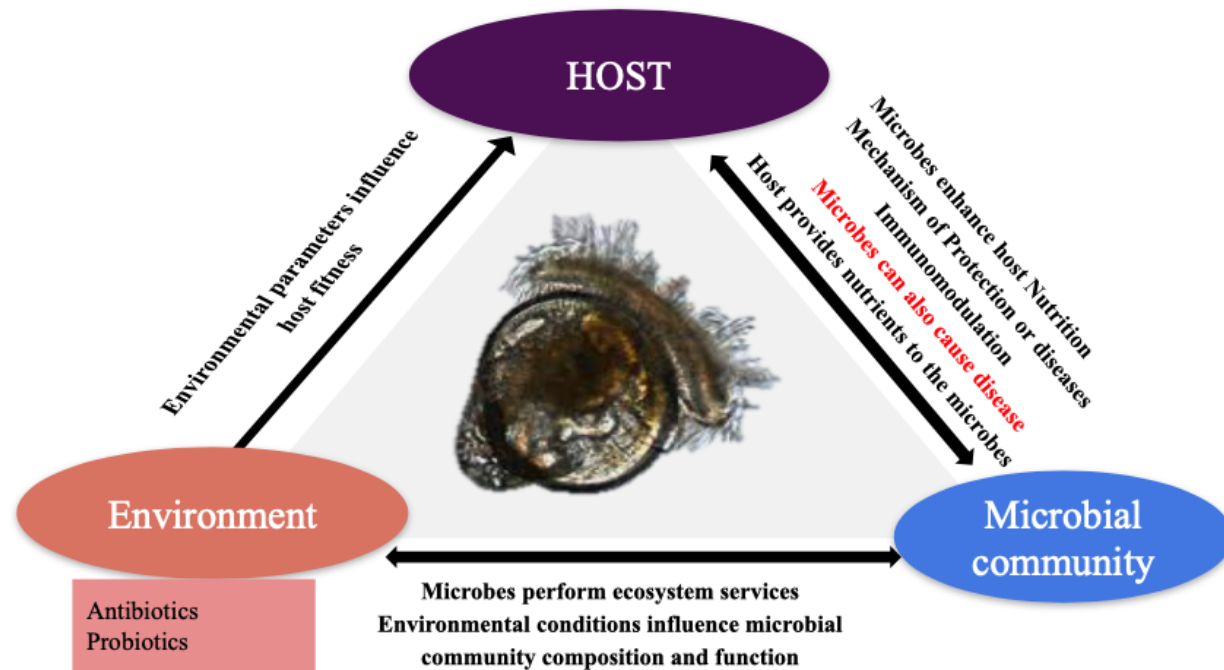 HOST
Environmental parameters influence
host fitness
Microbes enhance host Nutrition
Mechanism of Protection or diseases
Immunomodulation
Microbes can also cause disease
Host provides nutrients to the microbes
Environment
Antibiotics
Probiotics
Microbial
community
Microbes perform ecosystem services
Environmental conditions influence microbial
community composition and function